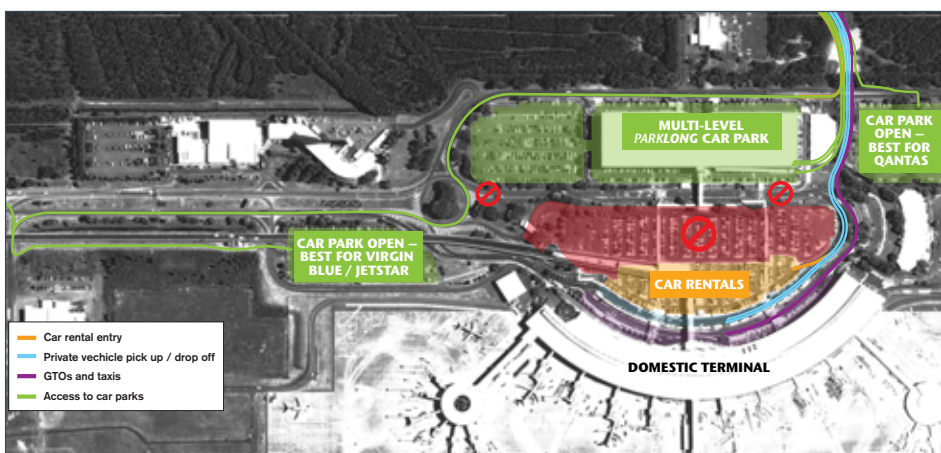 MULTI-LEVEL
PARKLONG CAR PARK
CAR PARK
OPEN –
BEST FOR
QANTAS
CAR PARK OPEN –
BEST FOR VIRGIN
BLUE / JETSTAR
CAR RENTALS
DOMESTIC TERMINAL
Car rental entry
Private vechicle pick up / drop off
GTOs and taxis
Access to car parks